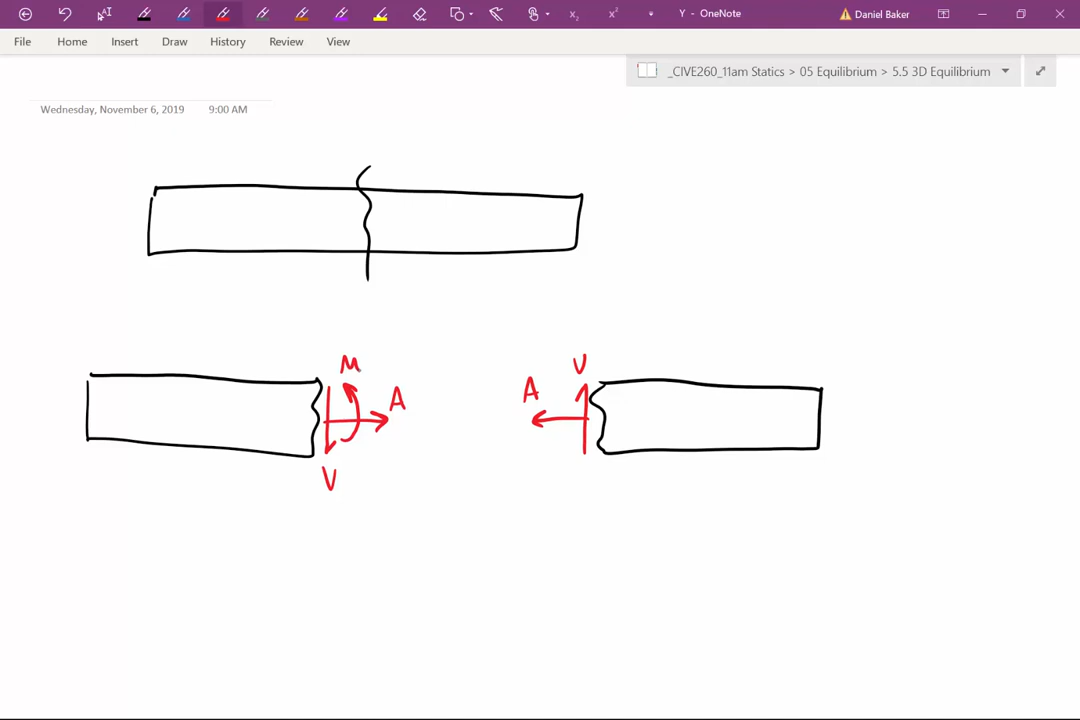 Y - OneNote
Daniel Baker
File Home Insert Draw History Review View
_CIVE260_11am Statics > 05 Equilibrium > 5.5 3D Equilibrium
Wednesday, November 6, 2019 9:00 AM
M
A
V
V
A